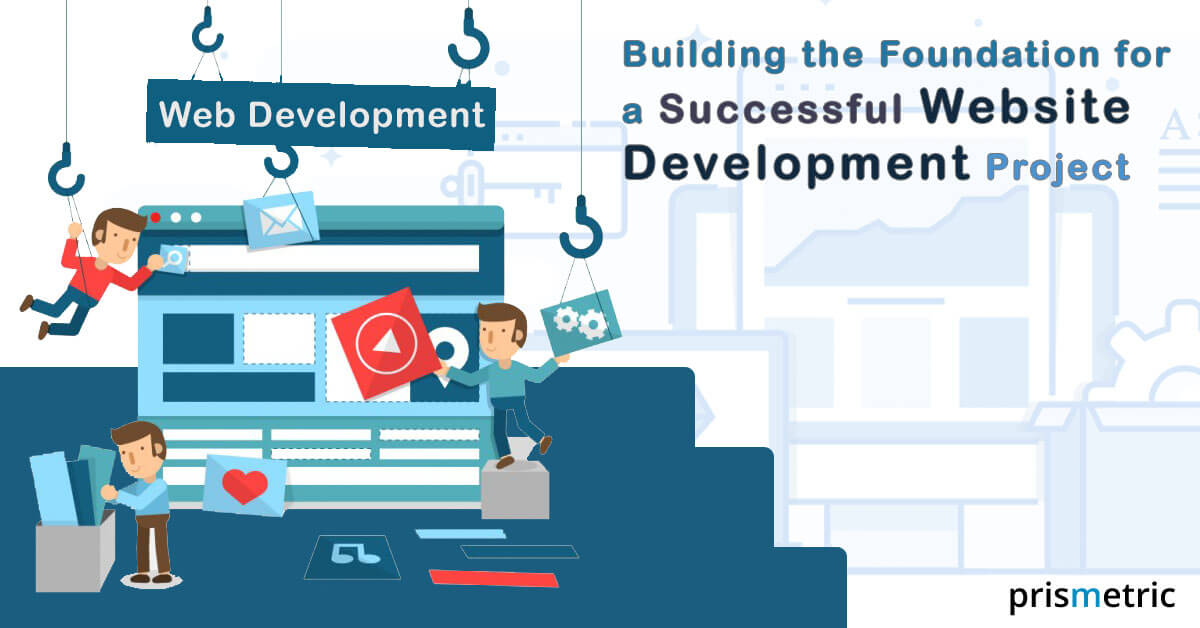 Web Development
Building the Foundation for
a Successful Website
Development Project
A
prismetric